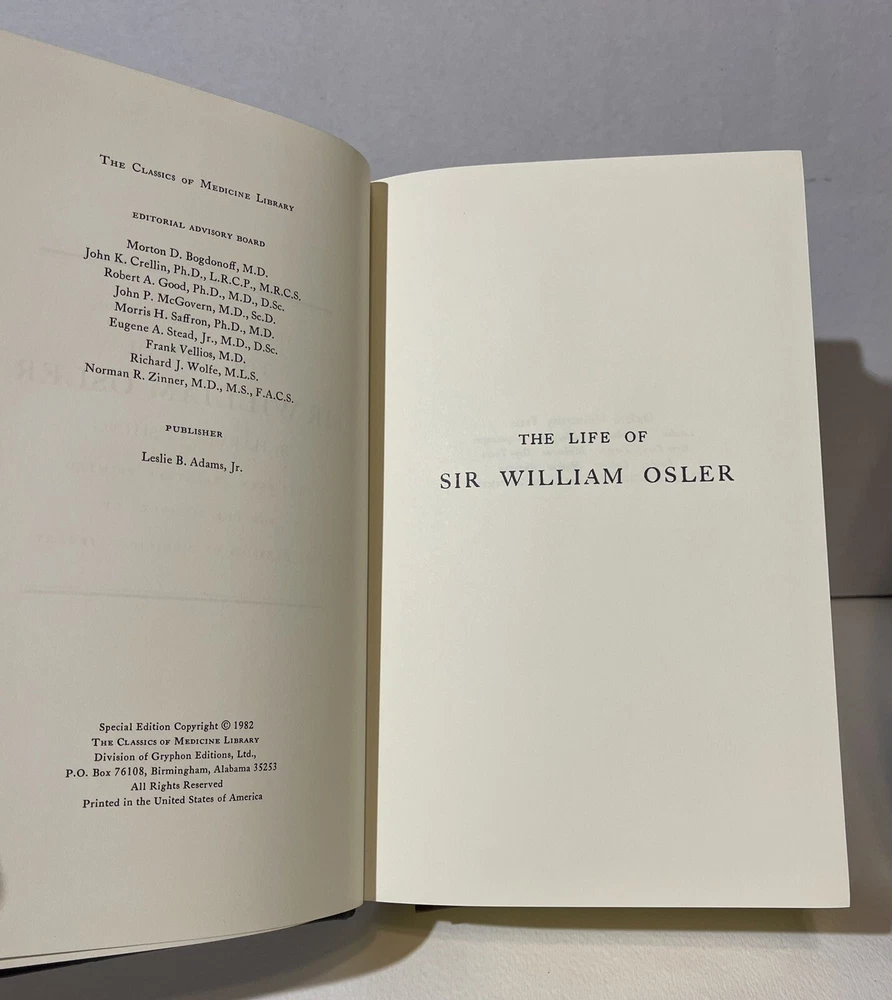 THE CLASSICS OF MEDICINE LIBRARY
EDITORIAL ADVISORY BOARD
Morton D. Bogdonoff, M.D.
John K. Crellin, Ph.D., L.R.C.P., M.R.C.S.
Robert A. Good, Ph.D., M.D., D.Sc.
John P. McGovern, M.D., Sc.D.
Morris H. Saffron, Ph.D., M.D.
Eugene A. Stead, Jr., M.D., D.Sc.
Frank Vellios, M.D.
Richard J. Wolfe, M.L.S.
Norman R. Zinner, M.D., M.S., F.A.C.S.
PUBLISHER
Leslie B. Adams, Jr.
Special Edition Copyright © 1982
THE CLASSICS OF MEDICINE LIBRARY
Division of Gryphon Editions, Ltd.,
P.O. Box 76108, Birmingham, Alabama 35253
All Rights Reserved
Printed in the United States of America
THE LIFE OF
SIR WILLIAM OSLER